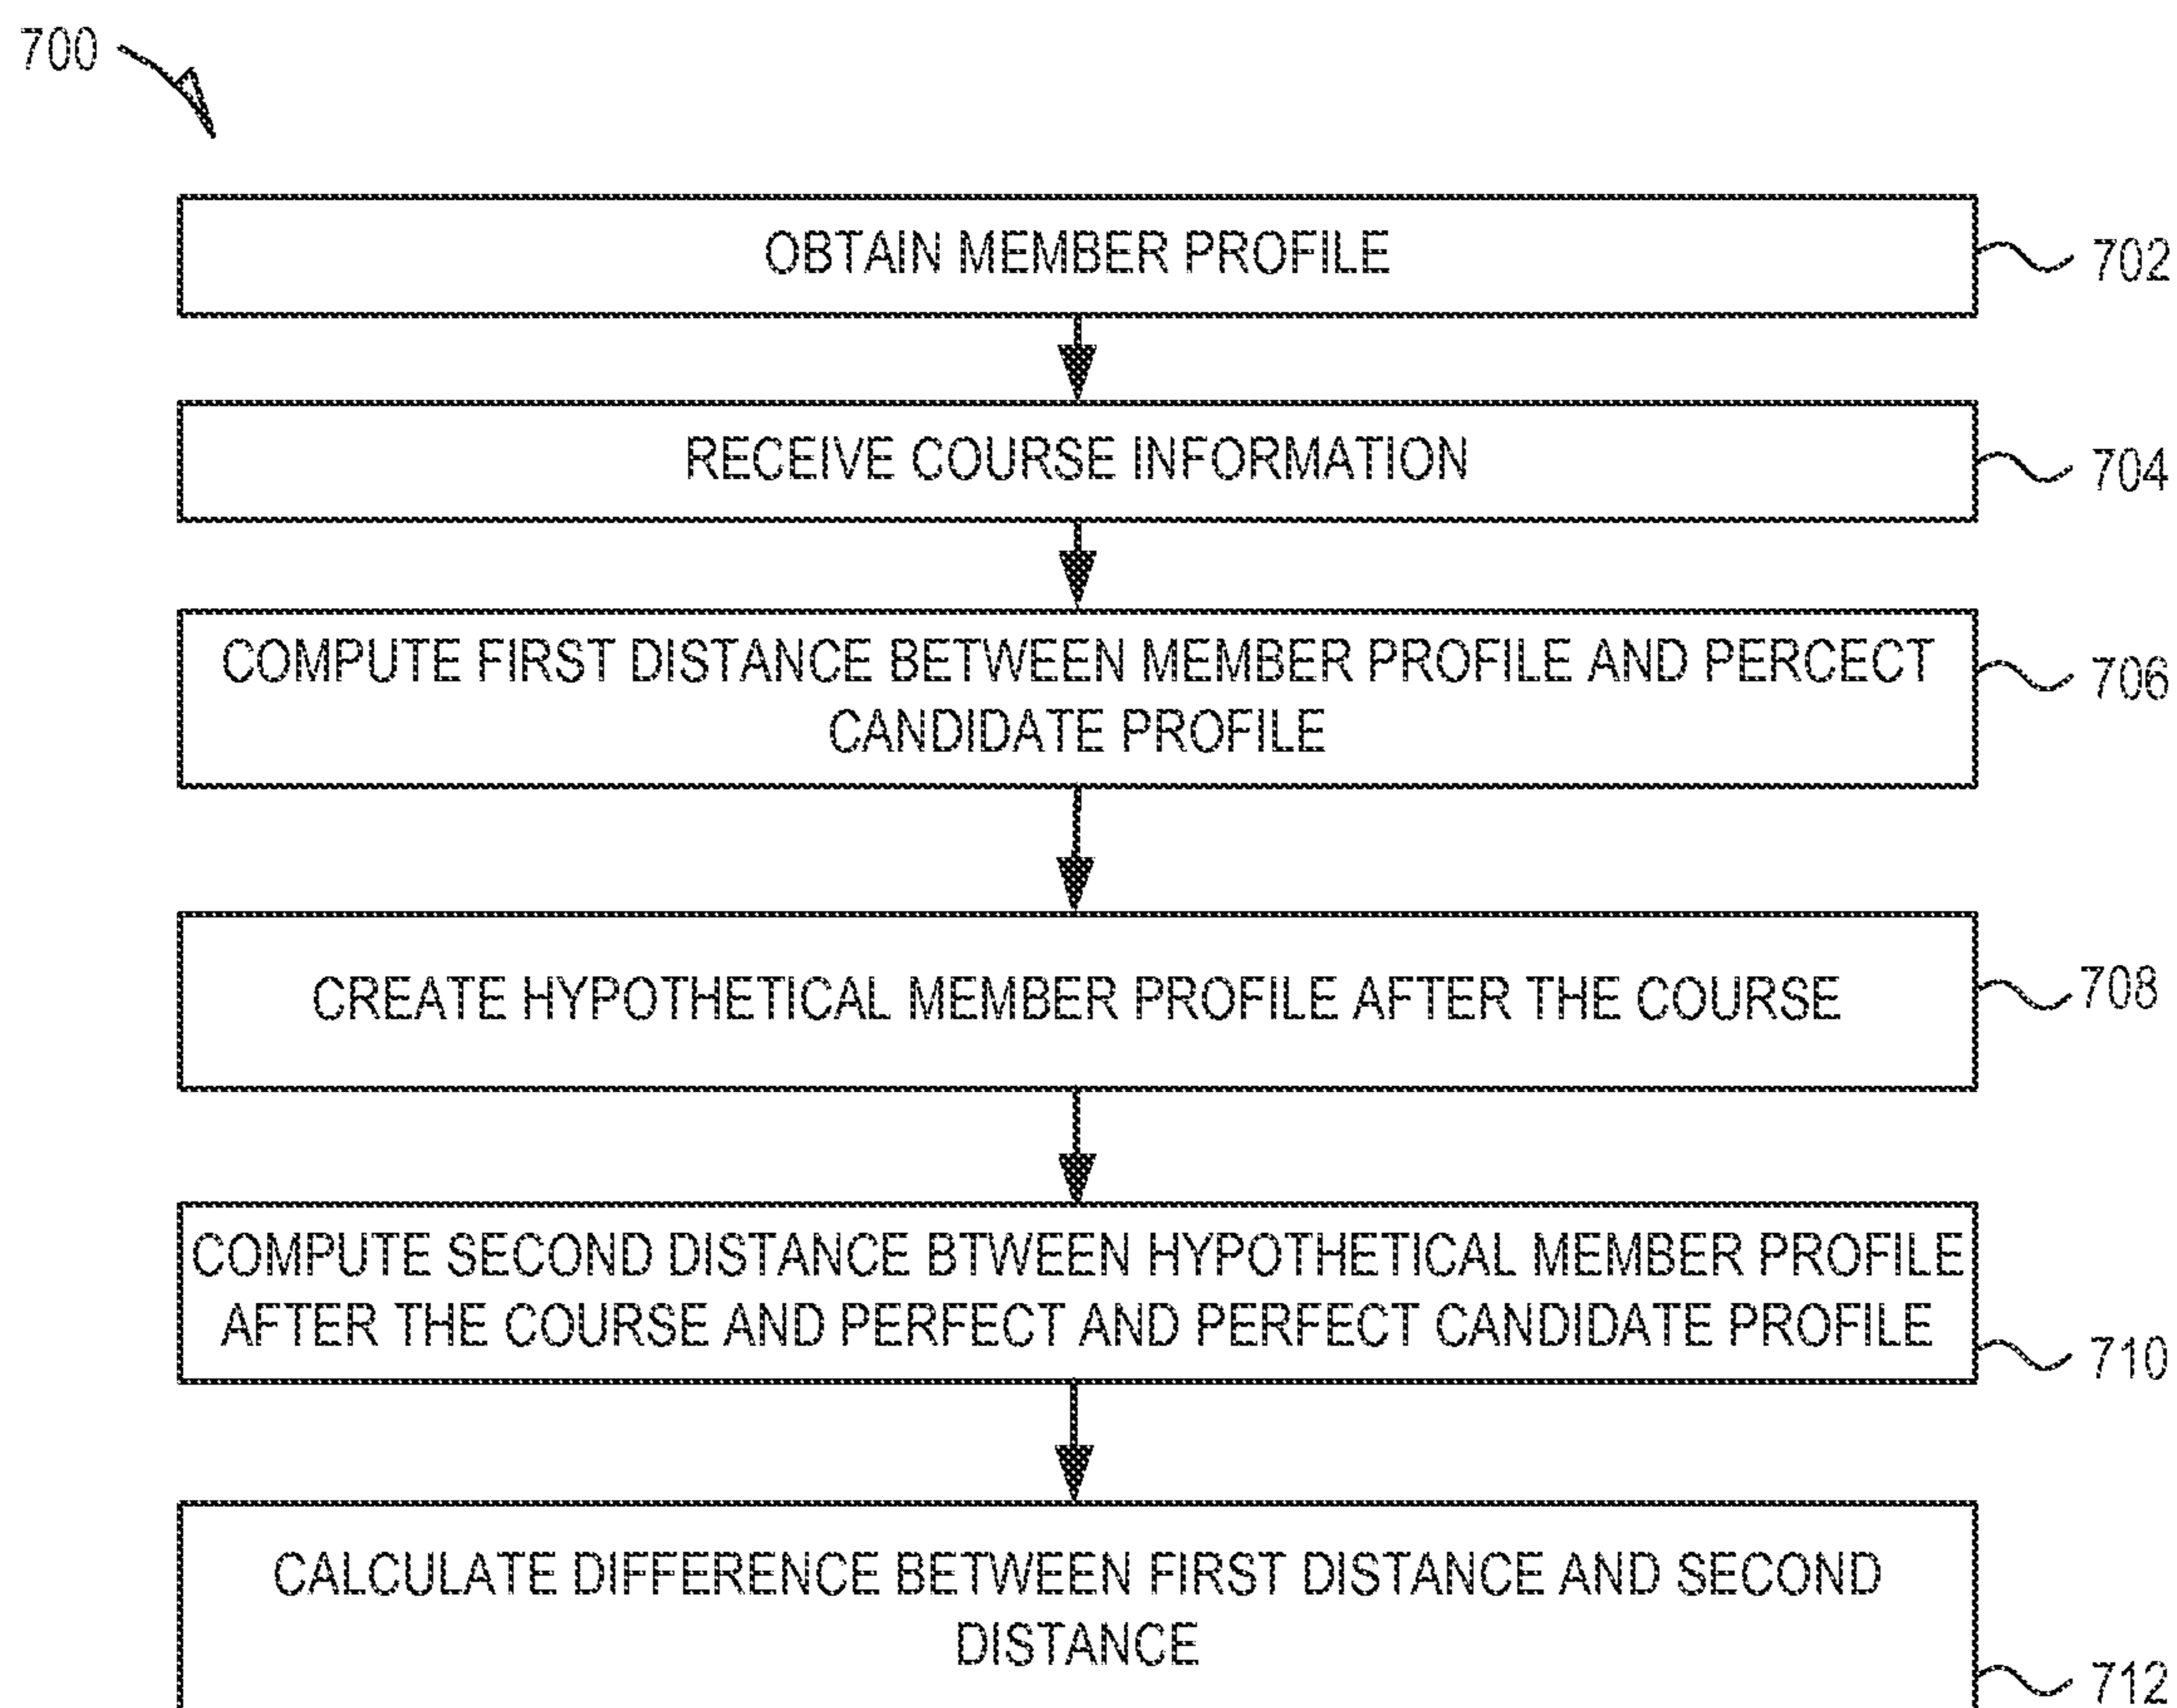 700
OBTAIN MEMBER PROFILE
702
RECEIVE COURSE INFORMATION
704
COMPUTE FIRST DISTANCE BETWEEN MEMBER PROFILE AND PERCECT
CANDIDATE PROFILE
706
CREATE HYPOTHETICAL MEMBER PROFILE AFTER THE COURSE
708
COMPUTE SECOND DISTANCE BTWEEN HYPOTHETICAL MEMBER PROFILE
AFTER THE COURSE AND PERFECT AND PERFECT CANDIDATE PROFILE
710
CALCULATE DIFFERENCE BETWEEN FIRST DISTANCE AND SECOND
DISTANCE
712